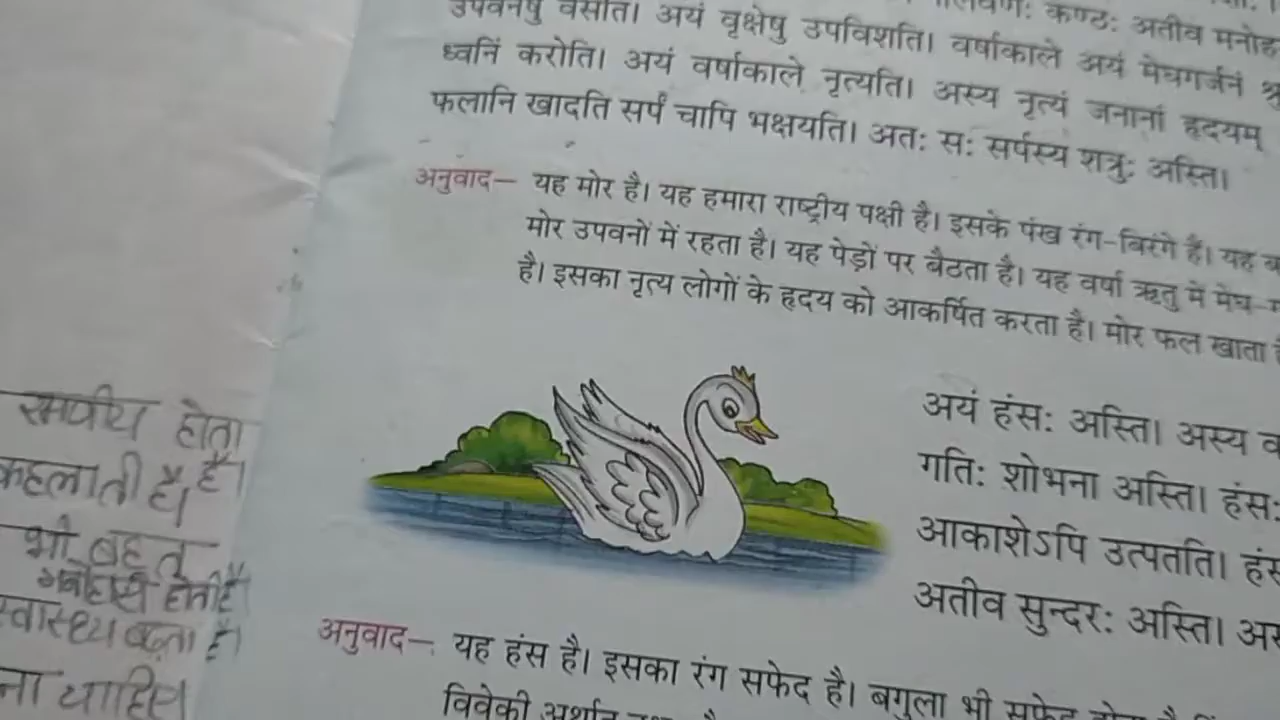 वृक्षेषु उपविशति। वर्षाकाले अयं मेघगर्जनं
ध्वनिं करोति। अयं वर्षाकाले नृत्यति। अस्य नृत्यं जनानां हृदयम्
फलानि खादति सर्पं चापि भक्षयति। अतः सः सर्पस्य शत्रुः अस्ति।
अनुवाद— यह मोर है। यह हमारा राष्ट्रीय पक्षी है। इसके पंख रंग-बिरंगे हैं। यह
मोर उपवनों में रहता है। यह पेड़ों पर बैठता है। यह वर्षा ऋतु में मेघ-
है। इसका नृत्य लोगों के हृदय को आकर्षित करता है। मोर फल खाता
अयं हंसः अस्ति। अस्य
गतिः शोभना अस्ति। हंसः
आकाशेऽपि उत्पतति।
अतीव सुन्दरः अस्ति।
अनुवाद— यह हंस है। इसका रंग सफेद है। बगुला भी सफेद
विवेकी अर्थात्
होता
कहलाती है। है।
भी बहुत
होती है
स्वास्थ्य बढ़ता है।
ना चाहिए